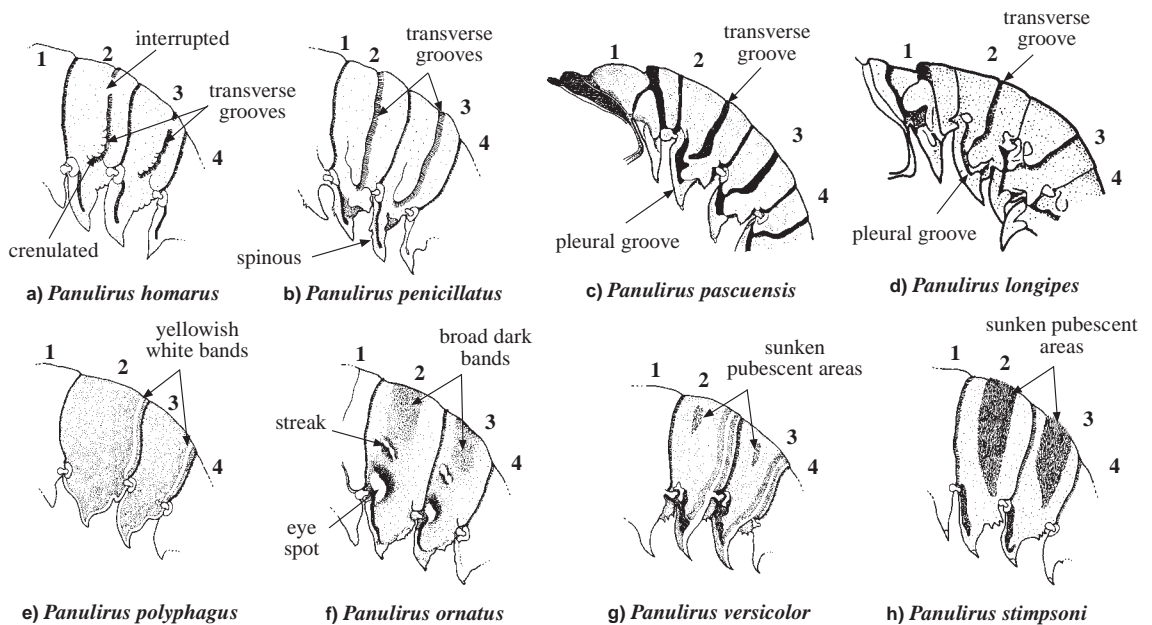 1
interrupted
2
transverse
grooves
3
4
crenulated
a) Panulirus homarus
1
2
transverse
grooves
3
4
spinous
b) Panulirus penicillatus
1
2
transverse
groove
3
4
pleural groove
c) Panulirus pascuensis
1
2
transverse
groove
3
4
pleural groove
d) Panulirus longipes
yellowish
white bands
1
2
3
4
e) Panulirus polyphagus
1
2
broad dark
bands
3
4
streak
eye
spot
f) Panulirus ornatus
1
2
sunken
pubescent areas
3
4
g) Panulirus versicolor
sunken pubescent
areas
1
2
3
4
h) Panulirus stimpsoni